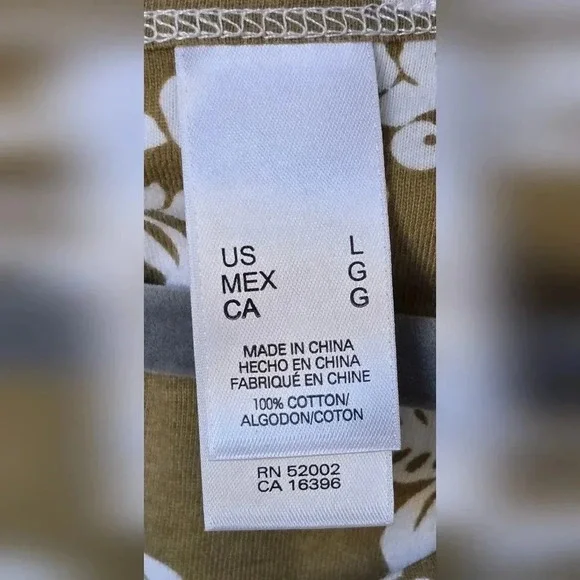 US L
MEX G
CA G
MADE IN CHINA
HECHO EN CHINA
FABRIQUÉ EN CHINE
100% COTTON/
ALGODON/COTON
RN 52002
CA 16396